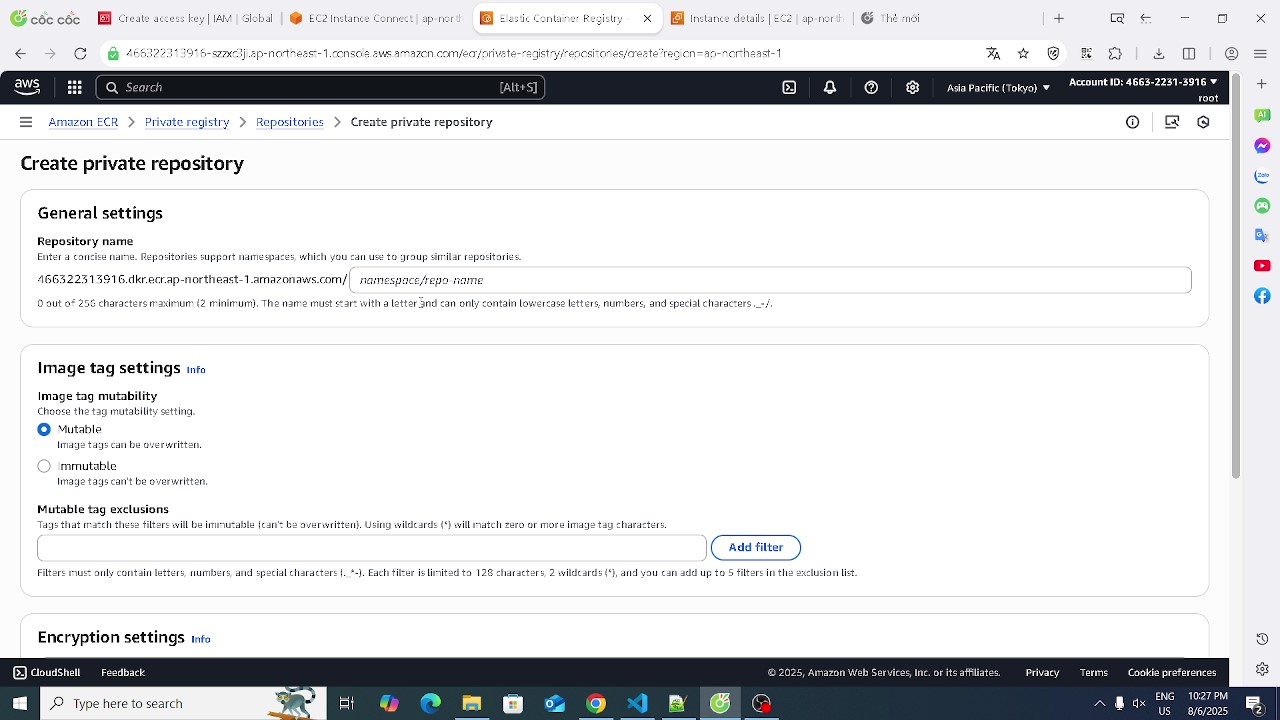 cốc cốc
Create access key | IAM | Global
EC2 Instance Connect | ap-nort
Elastic Container Registry
Instance details | EC2 | ap-north
Thẻ mới
466322313916-szzxc3ji.ap-northeast-1.console.aws.amazon.com/ecr/private-registry/repositories/create?region=ap-northeast-1
aws
Search
[Alt+S]
Asia Pacific (Tokyo)
Account ID: 4663-2231-3916
root
Amazon ECR
Private registry
Repositories
Create private repository
Create private repository
General settings
Repository name
Enter a concise name. Repositories support namespaces, which you can use to group similar repositories.
466322313916.dkr.ecr.ap-northeast-1.amazonaws.com/
namespace/repo-name
0 out of 256 characters maximum (2 minimum). The name must start with a letter and can only contain lowercase letters, numbers, and special characters ._-/.
Image tag settings Info
Image tag mutability
Choose the tag mutability setting.
Mutable
Image tags can be overwritten.
Immutable
Image tags can't be overwritten.
Mutable tag exclusions
Tags that match these filters will be immutable (can't be overwritten). Using wildcards (*) will match zero or more image tag characters.
Add filter
Filters must only contain letters, numbers, and special characters (._*-). Each filter is limited to 128 characters, 2 wildcards (*), and you can add up to 5 filters in the exclusion list.
Encryption settings Info
CloudShell
Feedback
© 2025, Amazon Web Services, Inc. or its affiliates.
Privacy
Terms
Cookie preferences
Type here to search
ENG
US
10:27 PM
8/6/2025
2
AI
Zalo